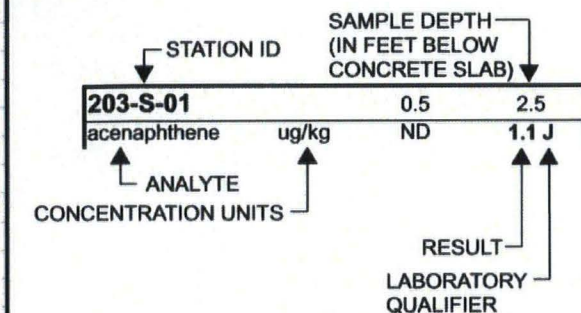 STATION ID
SAMPLE DEPTH
(IN FEET BELOW
CONCRETE SLAB)
203-S-01 0.5 2.5
acenaphthene ug/kg ND 1.1 J
ANALYTE
CONCENTRATION UNITS
RESULT
LABORATORY
QUALIFIER